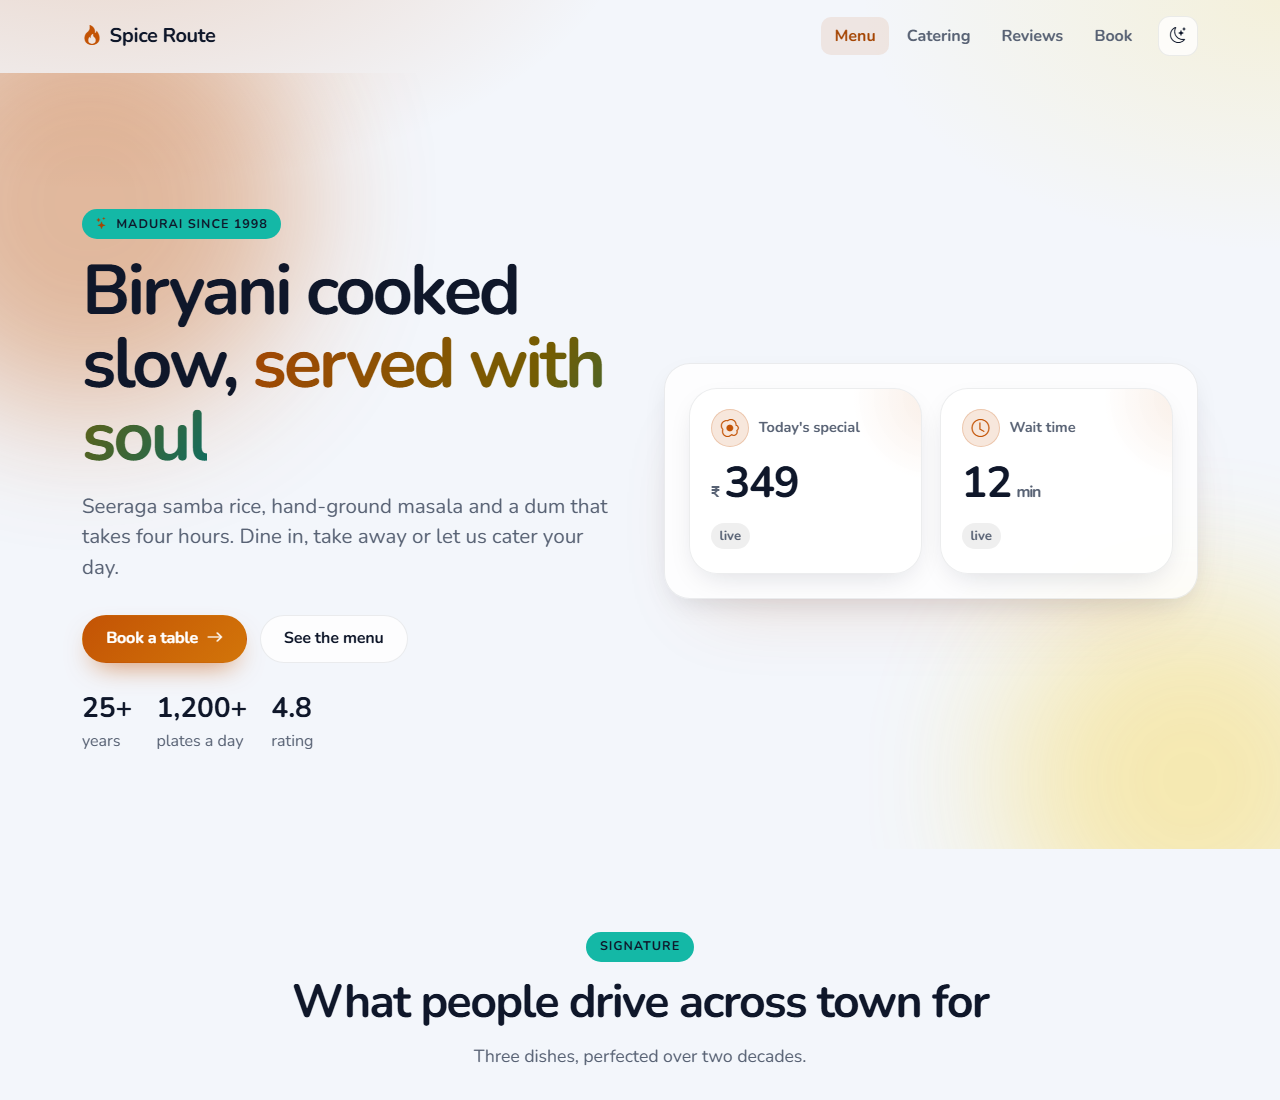 Spice Route
Menu Catering Reviews Book
MADURAI SINCE 1998
Biryani cooked
slow, served with
soul
Seeraga samba rice, hand-ground masala and a dum that
takes four hours. Dine in, take away or let us cater your
day.
Book a table →
See the menu
25+ years
1,200+ plates a day
4.8 rating
Today's special
₹ 349
live
Wait time
12 min
live
SIGNATURE
What people drive across town for
Three dishes, perfected over two decades.